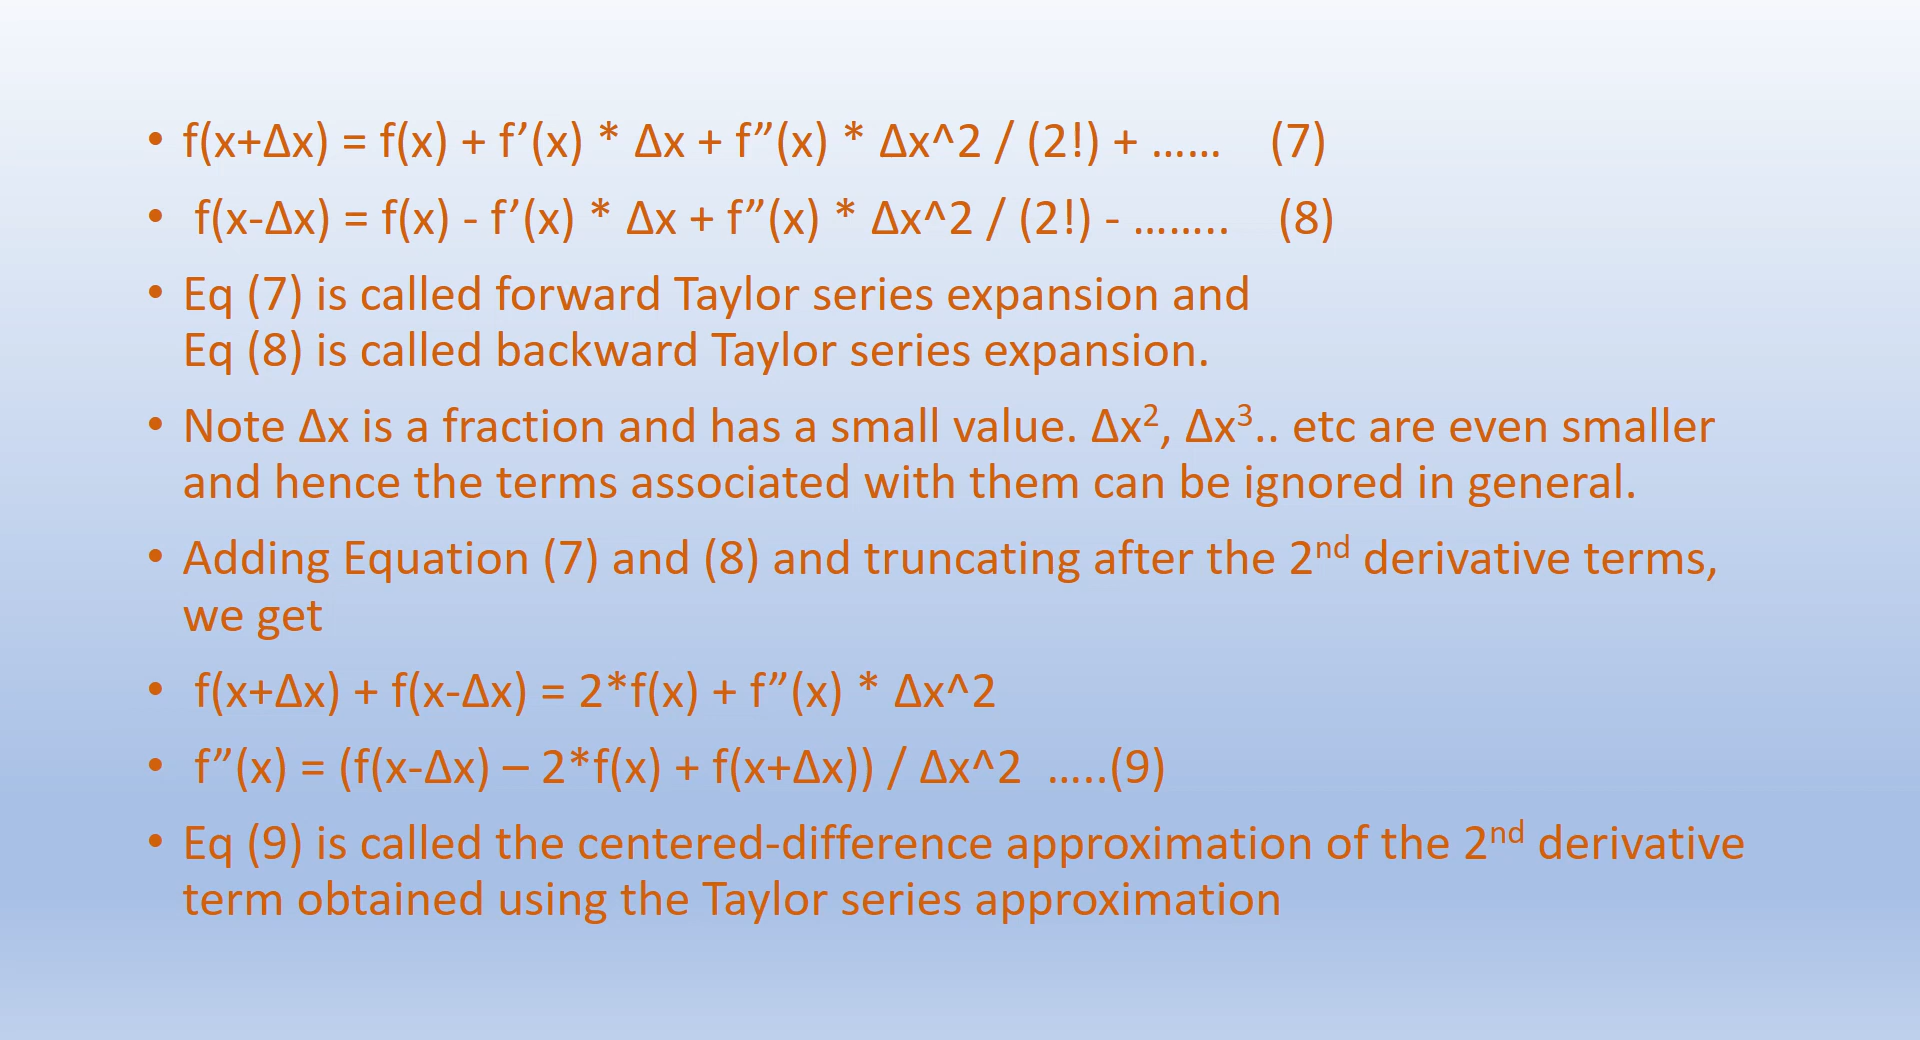 • f(x+Δx) = f(x) + f’(x) * Δx + f”(x) * Δx^2 / (2!) + …… (7)
• f(x-Δx) = f(x) - f’(x) * Δx + f”(x) * Δx^2 / (2!) - …….. (8)
• Eq (7) is called forward Taylor series expansion and
Eq (8) is called backward Taylor series expansion.
• Note Δx is a fraction and has a small value. Δx², Δx³.. etc are even smaller
and hence the terms associated with them can be ignored in general.
• Adding Equation (7) and (8) and truncating after the 2nd derivative terms,
we get
• f(x+Δx) + f(x-Δx) = 2*f(x) + f”(x) * Δx^2
• f”(x) = (f(x-Δx) – 2*f(x) + f(x+Δx)) / Δx^2 …..(9)
• Eq (9) is called the centered-difference approximation of the 2nd derivative
term obtained using the Taylor series approximation